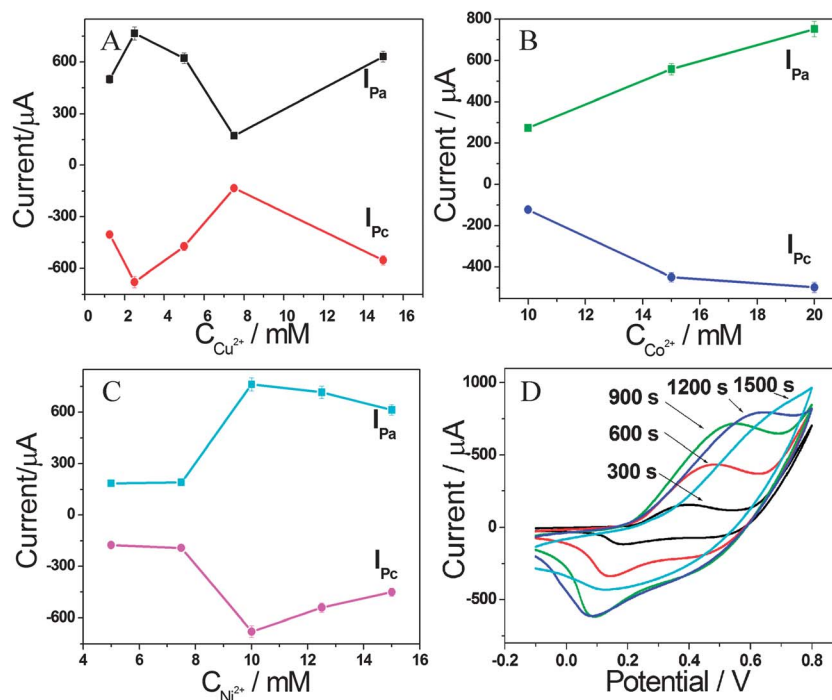 A
Current/μA
600
300
0
-300
-600
I_Pa
I_Pc
0 2 4 6 8 10 12 14 16
C_Cu²⁺ / mM
B
Current / μA
800
600
400
200
0
-200
-400
I_Pa
I_Pc
10 12 14 16 18 20
C_Co²⁺ / mM
C
Current/μA
600
300
0
-300
-600
I_Pa
I_Pc
4 6 8 10 12 14 16
C_Ni²⁺ / mM
D
Current / μA
1000
-500
0
-500
900 s
1200 s
1500 s
600 s
300 s
-0.2 0.0 0.2 0.4 0.6 0.8
Potential / V